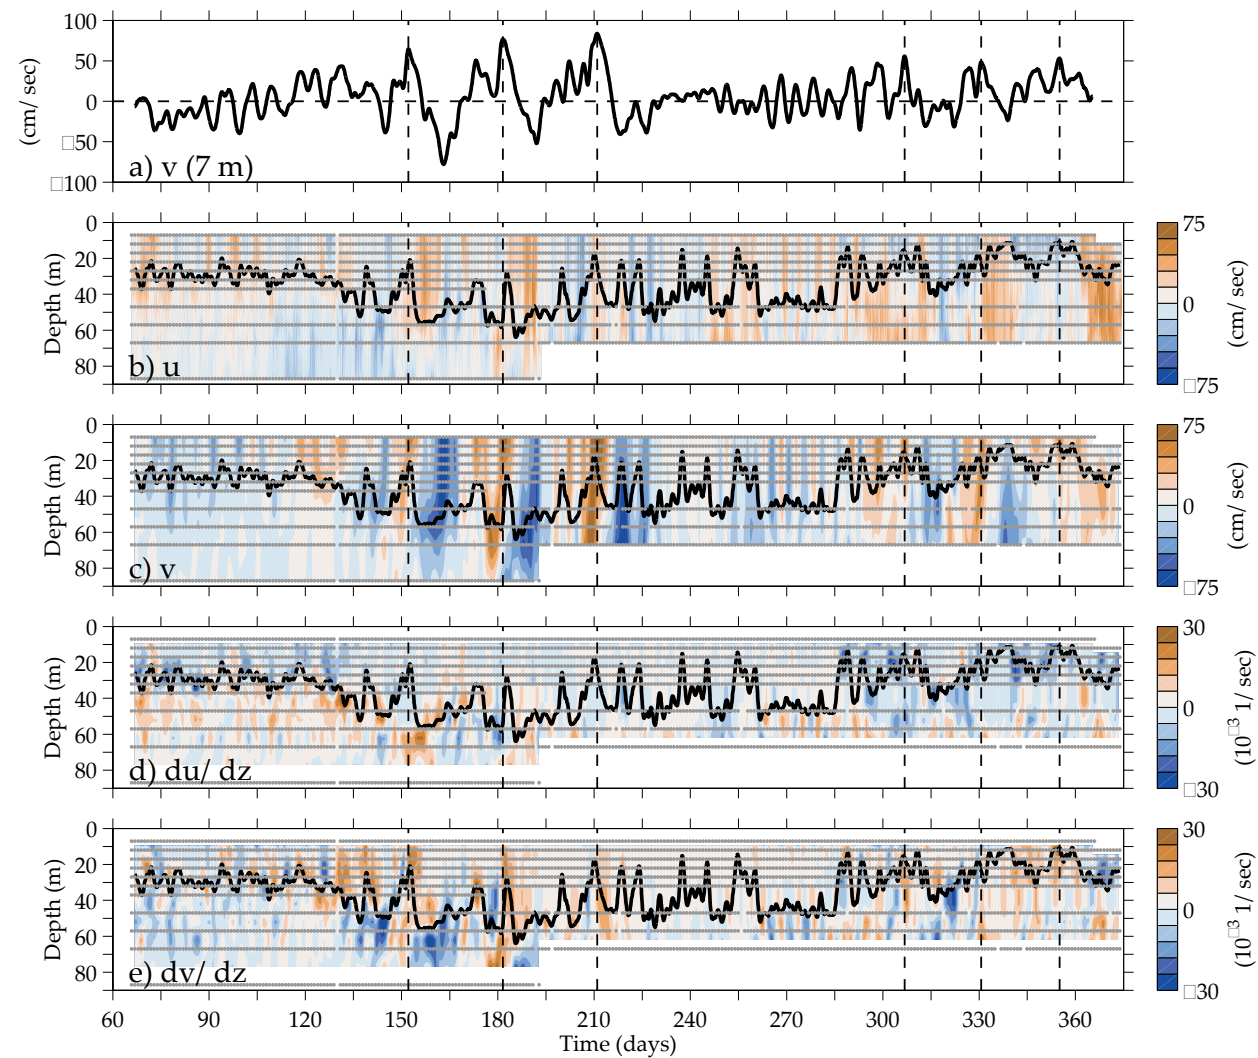 100
50
0
□50
□100
(cm/ sec)
a) v (7 m)
0
20
40
60
80
Depth (m)
b) u
75
0
□75
(cm/ sec)
0
20
40
60
80
Depth (m)
c) v
75
0
□75
(cm/ sec)
0
20
40
60
80
Depth (m)
d) du/ dz
30
0
□30
(10□3 1/ sec)
0
20
40
60
80
Depth (m)
e) dv/ dz
30
0
□30
(10□3 1/ sec)
60 90 120 150 180 210 240 270 300 330 360
Time (days)